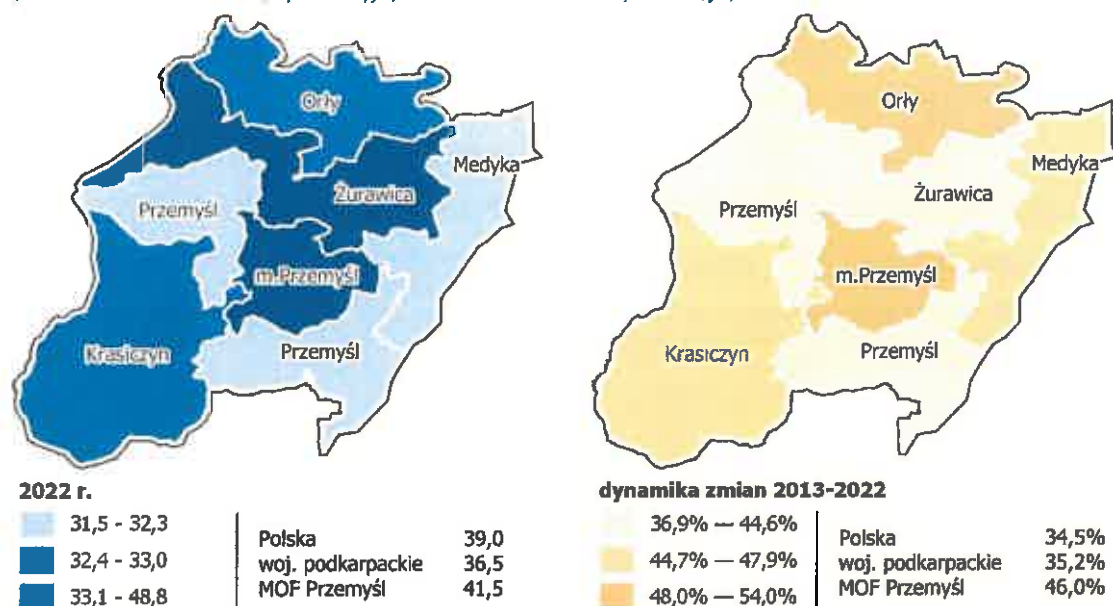 Orły
Medyka
Żurawica
Przemyśl
m.Przemyśl
Krasiczyn
Przemyśl
2022 r.
31,5 - 32,3
32,4 - 33,0
33,1 - 48,8
Polska 39,0
woj. podkarpackie 36,5
MOF Przemyśl 41,5
Orły
Medyka
Żurawica
Przemyśl
m.Przemyśl
Krasiczyn
Przemyśl
dynamika zmian 2013-2022
36,9% — 44,6%
44,7% — 47,9%
48,0% — 54,0%
Polska 34,5%
woj. podkarpackie 35,2%
MOF Przemyśl 46,0%